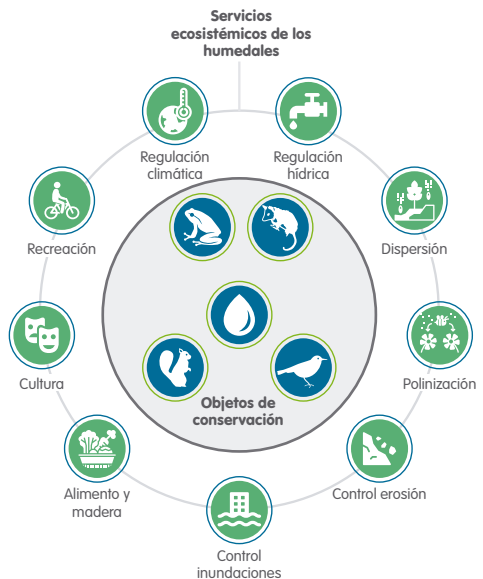 Servicios
ecosistémicos de los
humedales
Regulación
climática
Regulación
hídrica
Recreación
Dispersión
Cultura
Polinización
Objetos de
conservación
Alimento y
madera
Control erosión
Control
inundaciones